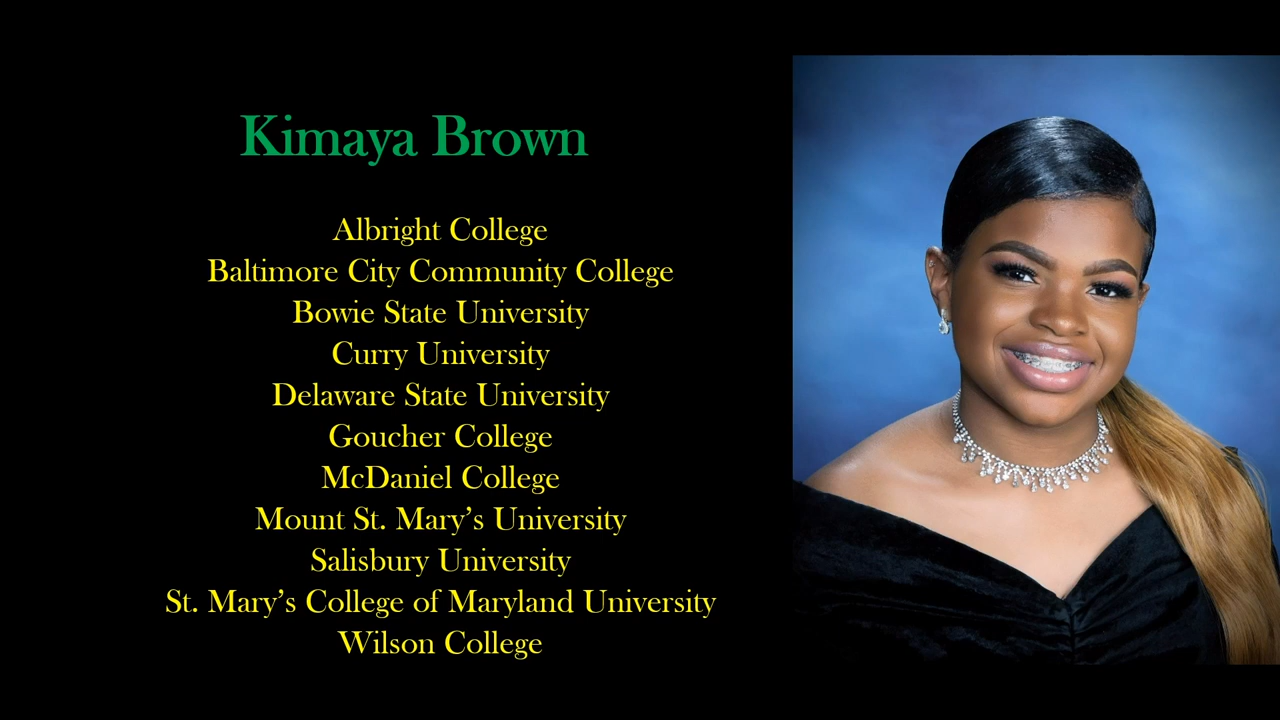 Kimaya Brown
Albright College
Baltimore City Community College
Bowie State University
Curry University
Delaware State University
Goucher College
McDaniel College
Mount St. Mary’s University
Salisbury University
St. Mary’s College of Maryland University
Wilson College